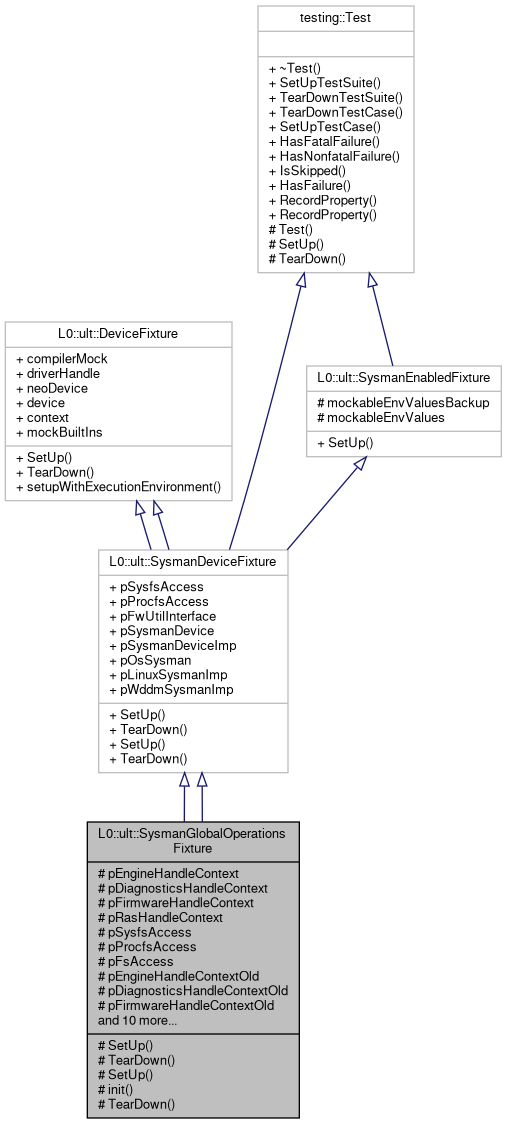 testing::Test
+ ~Test()
+ SetUpTestSuite()
+ TearDownTestSuite()
+ TearDownTestCase()
+ SetUpTestCase()
+ HasFatalFailure()
+ HasNonfatalFailure()
+ IsSkipped()
+ HasFailure()
+ RecordProperty()
+ RecordProperty()
# Test()
# SetUp()
# TearDown()
L0::ult::DeviceFixture
+ compilerMock
+ driverHandle
+ neoDevice
+ device
+ context
+ mockBuiltIns
+ SetUp()
+ TearDown()
+ setupWithExecutionEnvironment()
L0::ult::SysmanEnabledFixture
# mockableEnvValuesBackup
# mockableEnvValues
+ SetUp()
L0::ult::SysmanDeviceFixture
+ pSysfsAccess
+ pProcfsAccess
+ pFwUtilInterface
+ pSysmanDevice
+ pSysmanDeviceImp
+ pOsSysman
+ pLinuxSysmanImp
+ pWddmSysmanImp
+ SetUp()
+ TearDown()
+ SetUp()
+ TearDown()
L0::ult::SysmanGlobalOperations
Fixture
# pEngineHandleContext
# pDiagnosticsHandleContext
# pFirmwareHandleContext
# pRasHandleContext
# pSysfsAccess
# pProcfsAccess
# pFsAccess
# pEngineHandleContextOld
# pDiagnosticsHandleContextOld
# pFirmwareHandleContextOld
and 10 more...
# SetUp()
# TearDown()
# SetUp()
# init()
# TearDown()